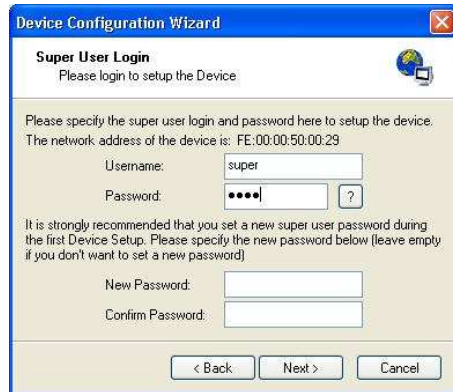 Device Configuration Wizard
Super User Login
Please login to setup the Device
Please specify the super user login and password here to setup the device.
The network address of the device is: FE:00:00:50:00:29
Username: super
Password: ●●●● ?
It is strongly recommended that you set a new super user password during
the first Device Setup. Please specify the new password below (leave empty
if you don't want to set a new password)
New Password:
Confirm Password:
< Back Next > Cancel